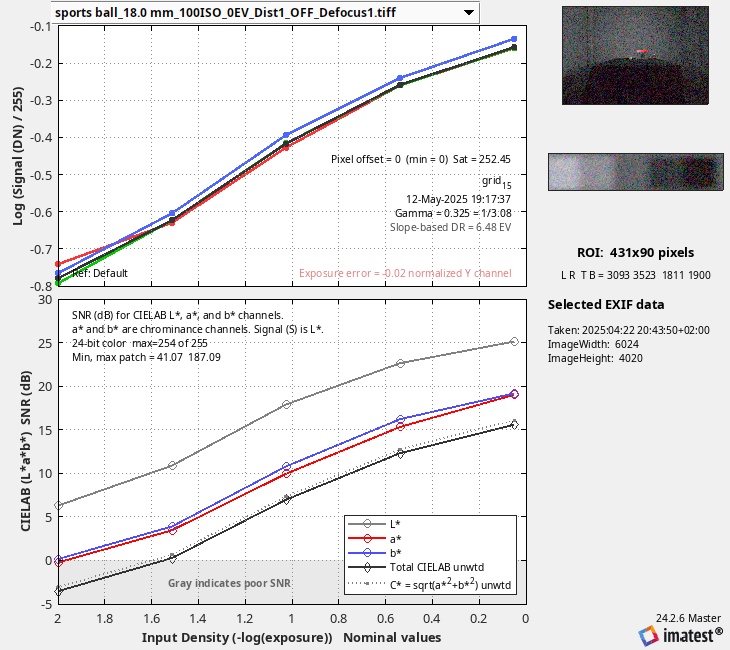 sports ball_18.0 mm_100ISO_0EV_Dist1_OFF_Defocus1.tiff
-0.1
-0.2
-0.3
-0.4
-0.5
-0.6
-0.7
-0.8
Log (Signal (DN) / 255)
Pixel offset = 0 (min = 0) Sat = 252.45
grid15
12-May-2025 19:17:37
Gamma = 0.325 = 1/3.08
Slope-based DR = 6.48 EV
Ref: Default
Exposure error = -0.02 normalized Y channel
ROI: 431x90 pixels
L R T B = 3093 3523 1811 1900
Selected EXIF data
Taken: 2025:04:22 20:43:50+02:00
ImageWidth: 6024
ImageHeight: 4020
30
25
20
15
10
5
0
-5
CIELAB (L*a*b*) SNR (dB)
SNR (dB) for CIELAB L*, a*, and b* channels.
a* and b* are chrominance channels. Signal (S) is L*.
24-bit color max=254 of 255
Min, max patch = 41.07 187.09
L*
a*
b*
Total CIELAB unwtd
C* = sqrt(a*2+b*2) unwtd
Gray indicates poor SNR
2 1.8 1.6 1.4 1.2 1 0.8 0.6 0.4 0.2 0
Input Density (-log(exposure)) Nominal values
24.2.6 Master
imatest®